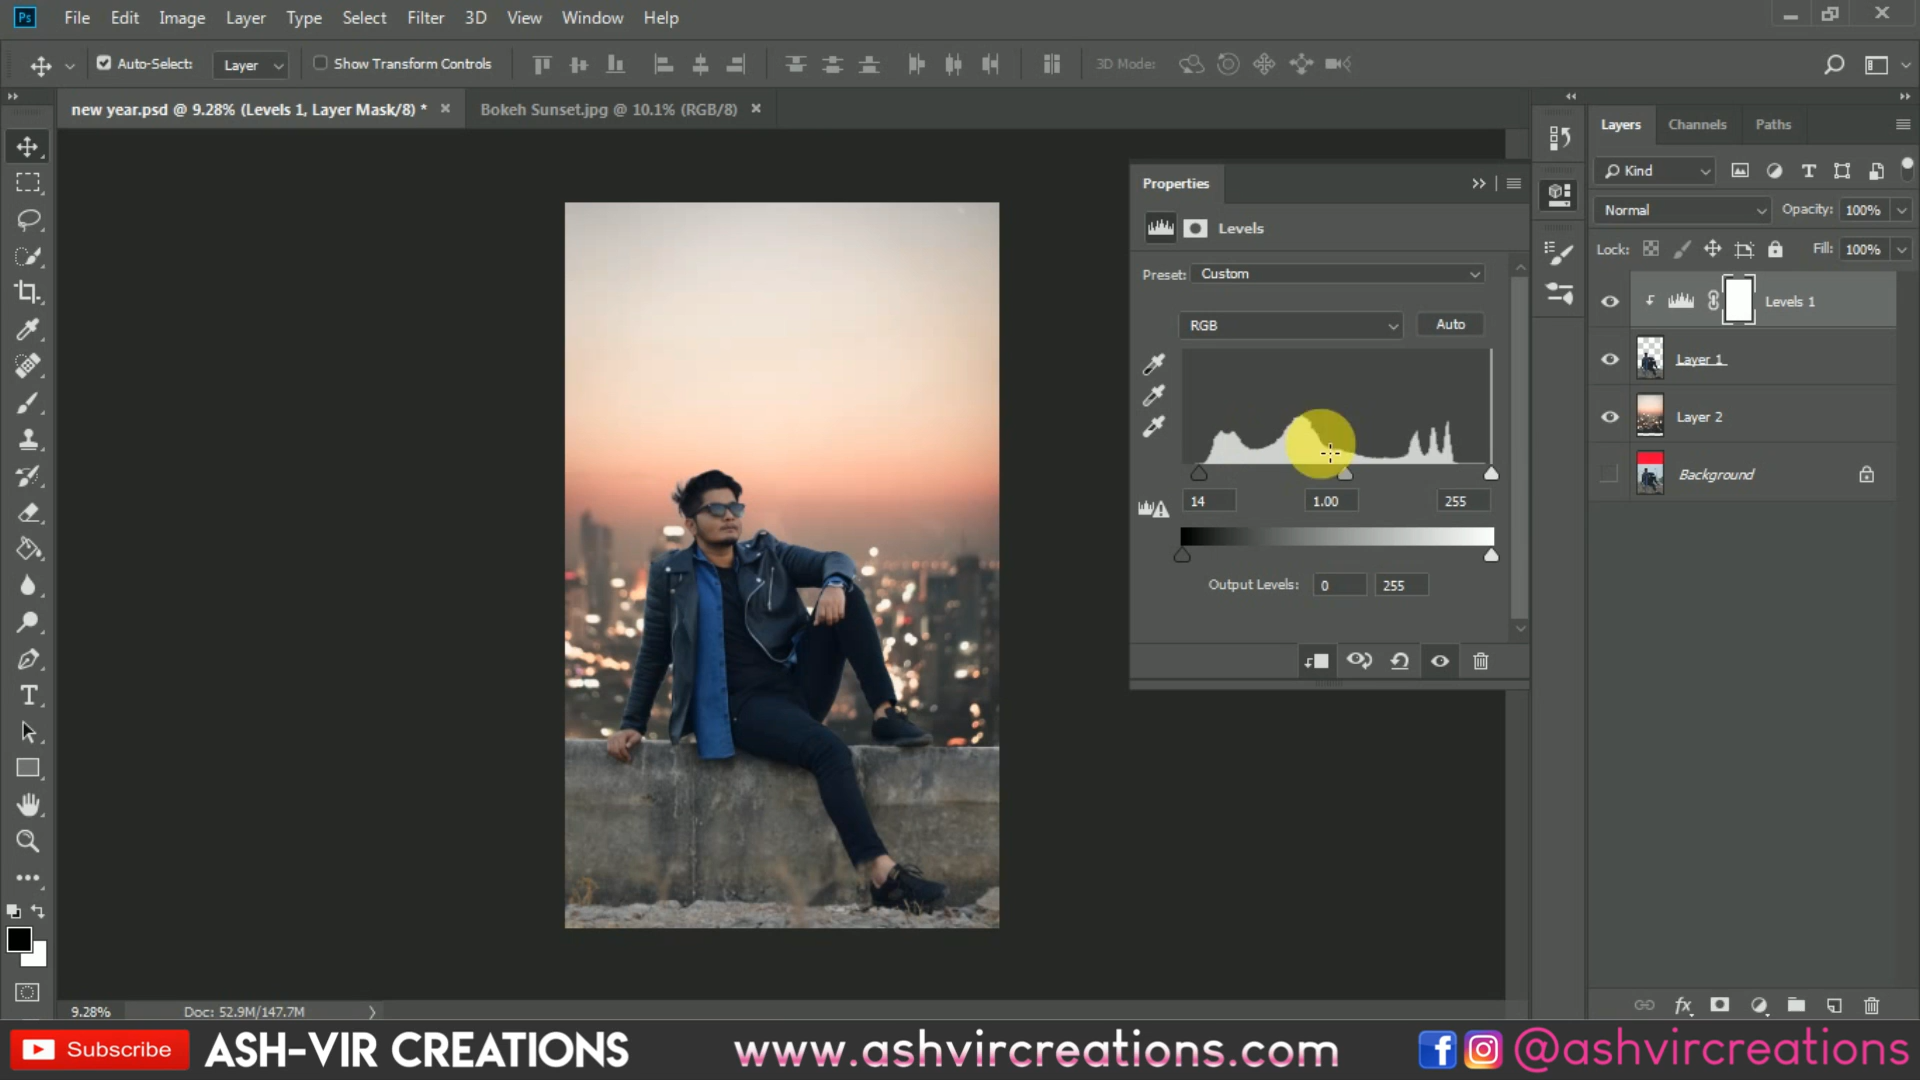 Ps File Edit Image Layer Type Select Filter 3D View Window Help
Auto-Select: Layer Show Transform Controls 3D Mode:
new year.psd @ 9.28% (Levels 1, Layer Mask/8) * Bokeh Sunset.jpg @ 10.1% (RGB/8)
Layers Channels Paths
Kind
Normal Opacity: 100%
Lock: Fill: 100%
Levels 1
Layer 1
Layer 2
Background
Properties
Levels
Preset: Custom
RGB Auto
14 1.00 255
Output Levels: 0 255
9.28% Doc: 52.9M/147.7M
Subscribe ASH-VIR CREATIONS www.ashvircreations.com @ashvircreations